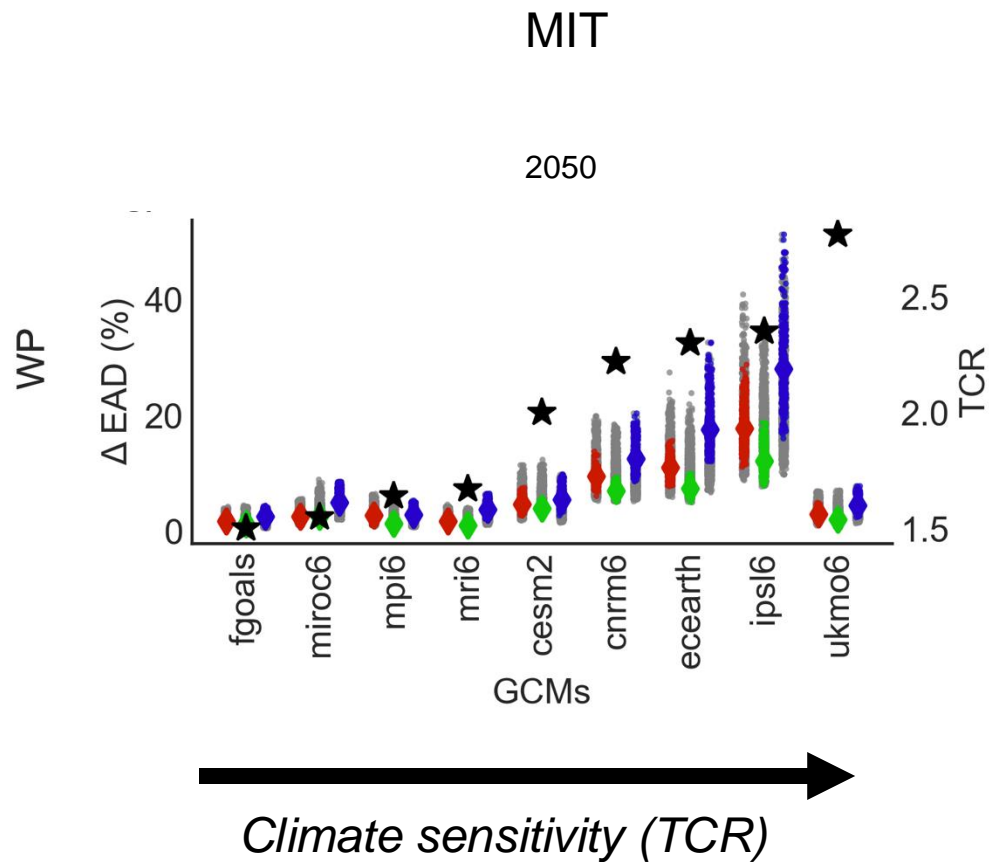 MIT
2050
WP
Δ EAD (%)
40
20
0
2.5
2.0
1.5
TCR
fgoals
miroc6
mpi6
mri6
cesm2
cnrm6
ecearth
ipsl6
ukmo6
GCMs
Climate sensitivity (TCR)